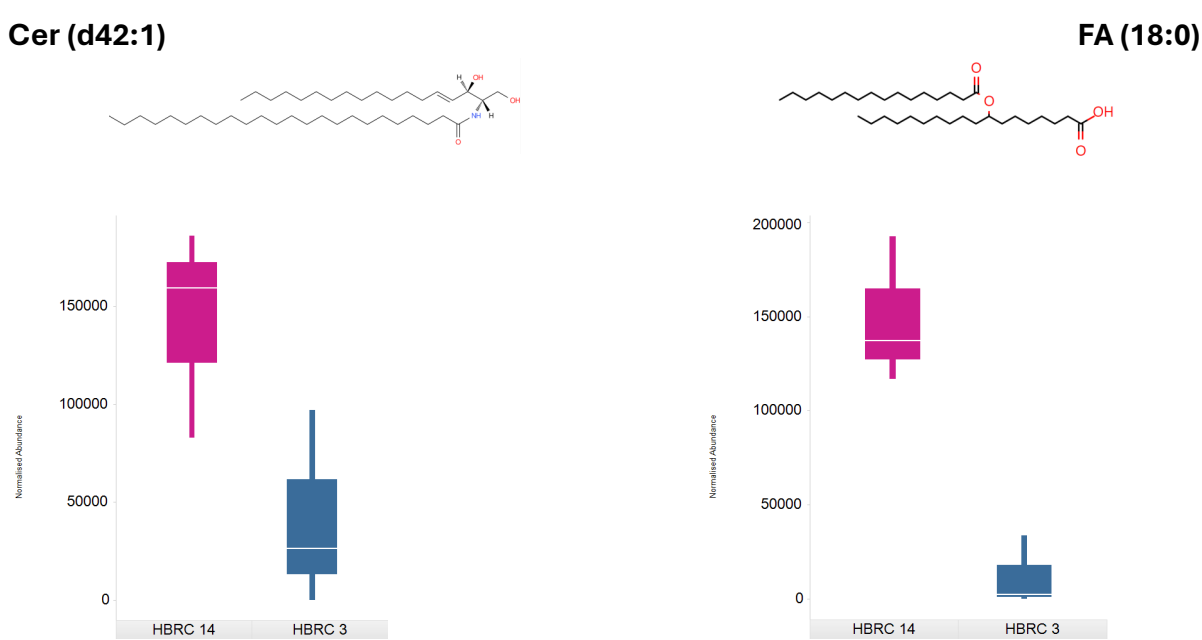 Cer (d42:1)
FA (18:0)
H
OH
OH
NH
H
O
O
O
OH
O
150000
100000
50000
0
Normalised Abundance
HBRC 14
HBRC 3
200000
150000
100000
50000
0
Normalised Abundance
HBRC 14
HBRC 3